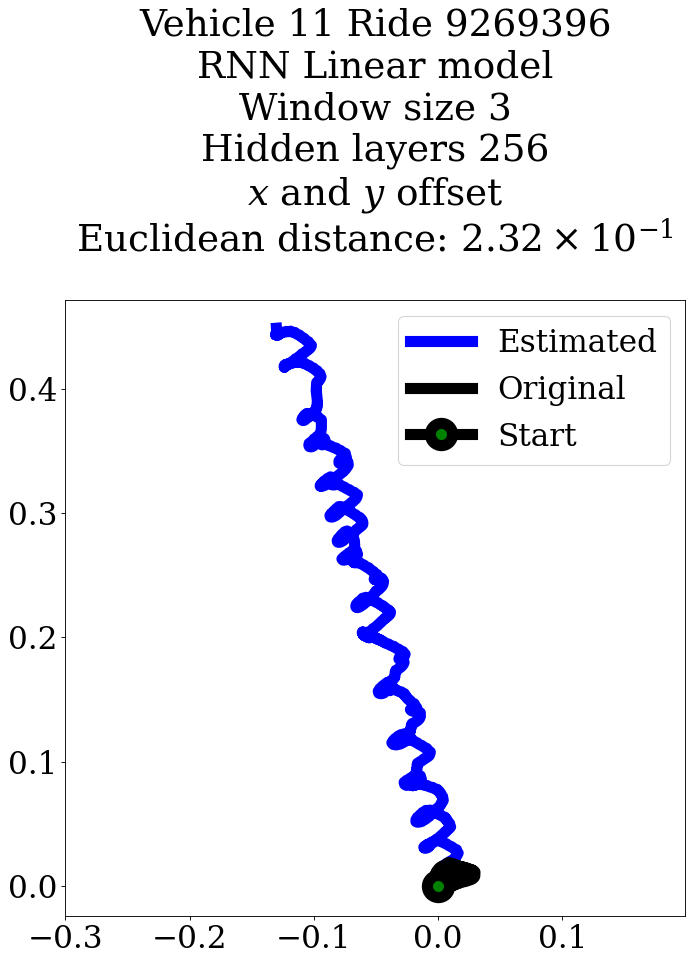 Vehicle 11 Ride 9269396
RNN Linear model
Window size 3
Hidden layers 256
x and y offset
Euclidean distance: 2.32 × 10⁻¹
Estimated
Original
Start
0.4
0.3
0.2
0.1
0.0
−0.3 −0.2 −0.1 0.0 0.1